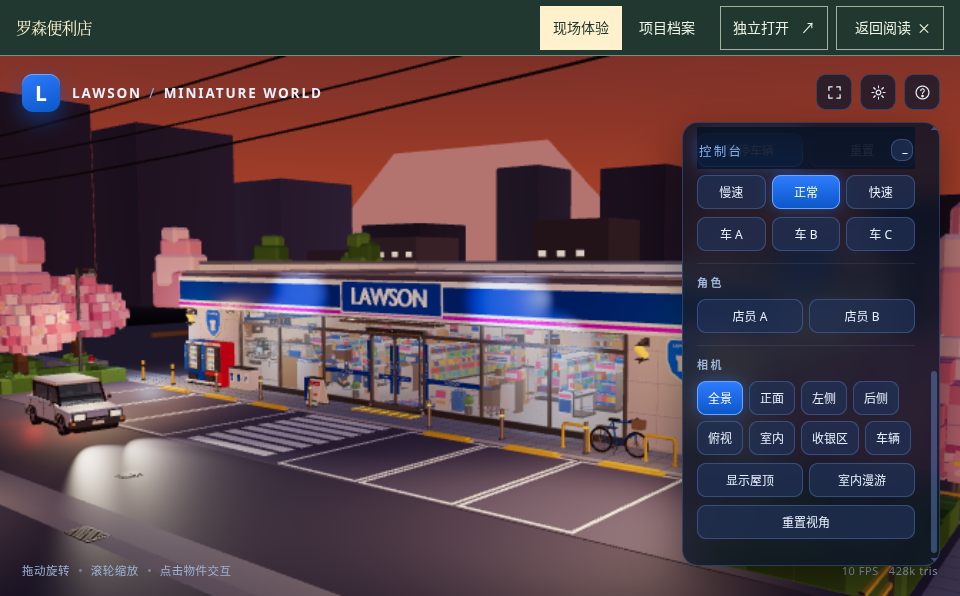 罗森便利店
现场体验 项目档案 独立打开 ↗ 返回阅读 ×
L LAWSON / MINIATURE WORLD
控制台
重置
慢速 正常 快速
车 A 车 B 车 C
角色
店员 A 店员 B
相机
全景 正面 左侧 后侧
俯视 室内 收银区 车辆
显示屋顶 室内漫游
重置视角
LAWSON
拖动旋转 • 滚轮缩放 • 点击物件交互
10 FPS 428k tris